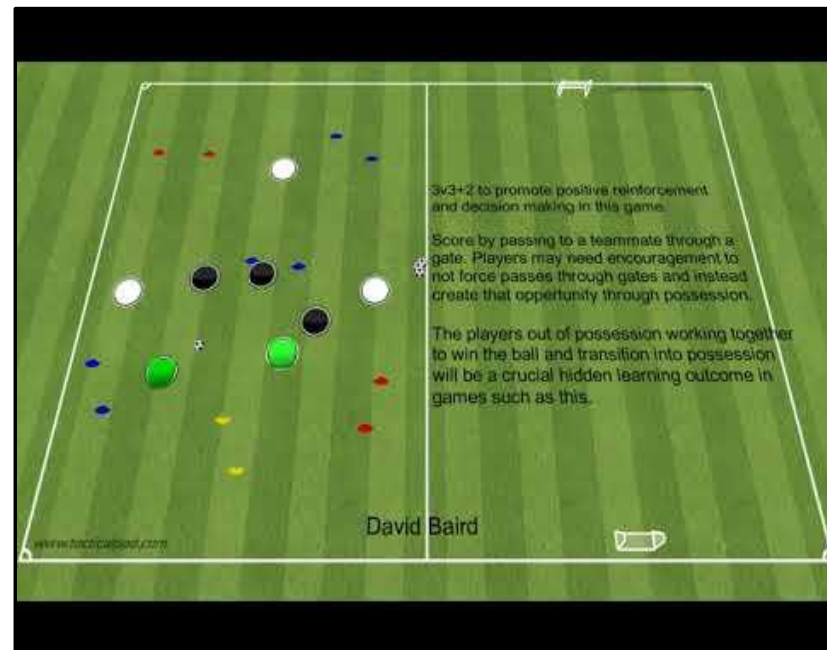 3v3+2 to promote positive reinforcement
and decision making in this game.
Score by passing to a teammate through a
gate. Players may need encouragement to
not force passes through gates and instead
create that oppertunity through possession.
The players out of possession working together
to win the ball and transition into possession
will be a crucial hidden learning outcome in
games such as this.
David Baird
www.tacticalpad.com